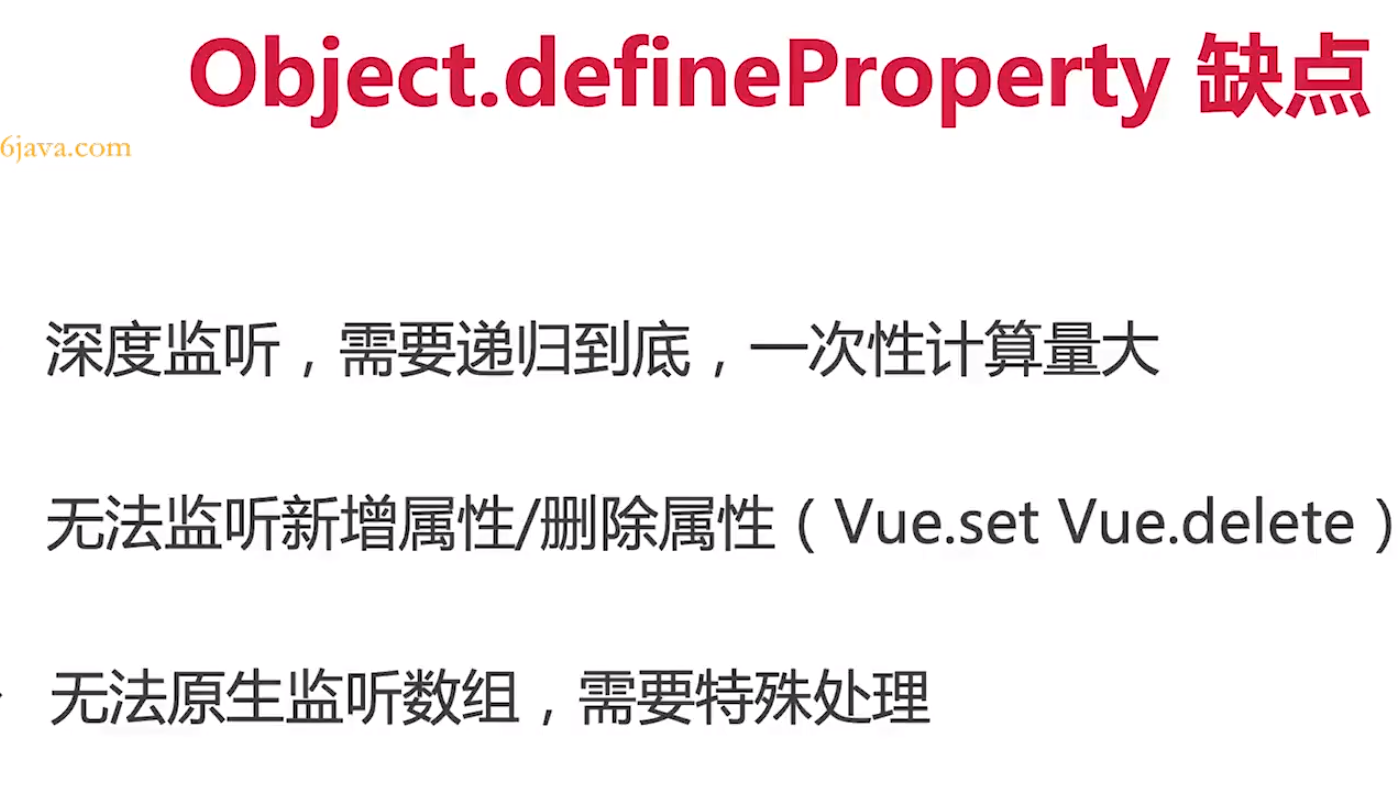 Object.defineProperty 缺点
6java.com
深度监听，需要递归到底，一次性计算量大
无法监听新增属性/删除属性（Vue.set Vue.delete）
无法原生监听数组，需要特殊处理